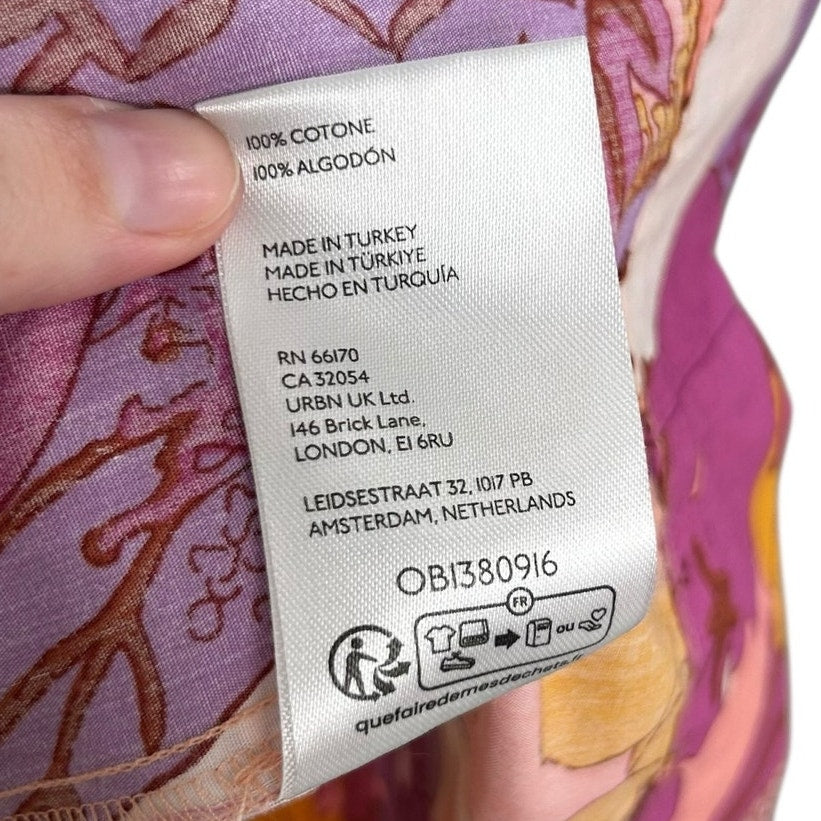 100% COTONE
100% ALGODÓN
MADE IN TURKEY
MADE IN TÜRKIYE
HECHO EN TURQUÍA
RN 66170
CA 32054
URBN UK Ltd.
146 Brick Lane,
LONDON, E1 6RU
LEIDSESTRAAT 32, 1017 PB
AMSTERDAM, NETHERLANDS
OB1380916
FR
OU
quefairedemesdechets.fr